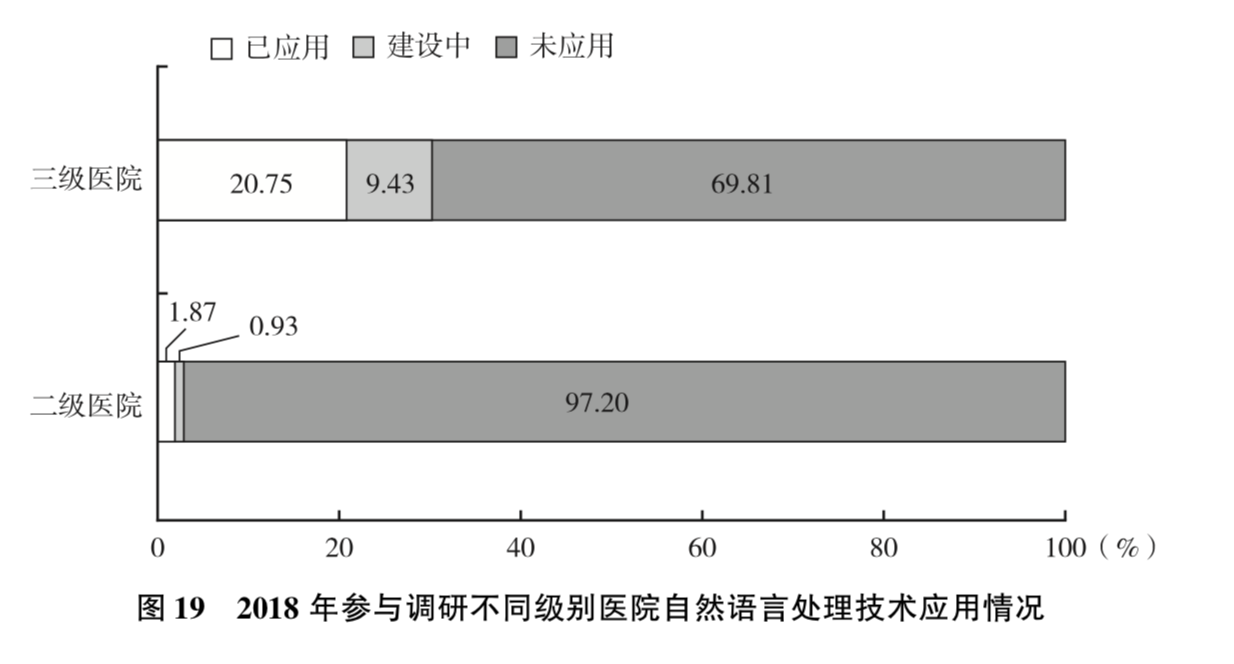 已应用 建设中 未应用
三级医院 20.75 9.43 69.81
1.87 0.93
二级医院 97.20
0 20 40 60 80 100（%）
图 19 2018 年参与调研不同级别医院自然语言处理技术应用情况